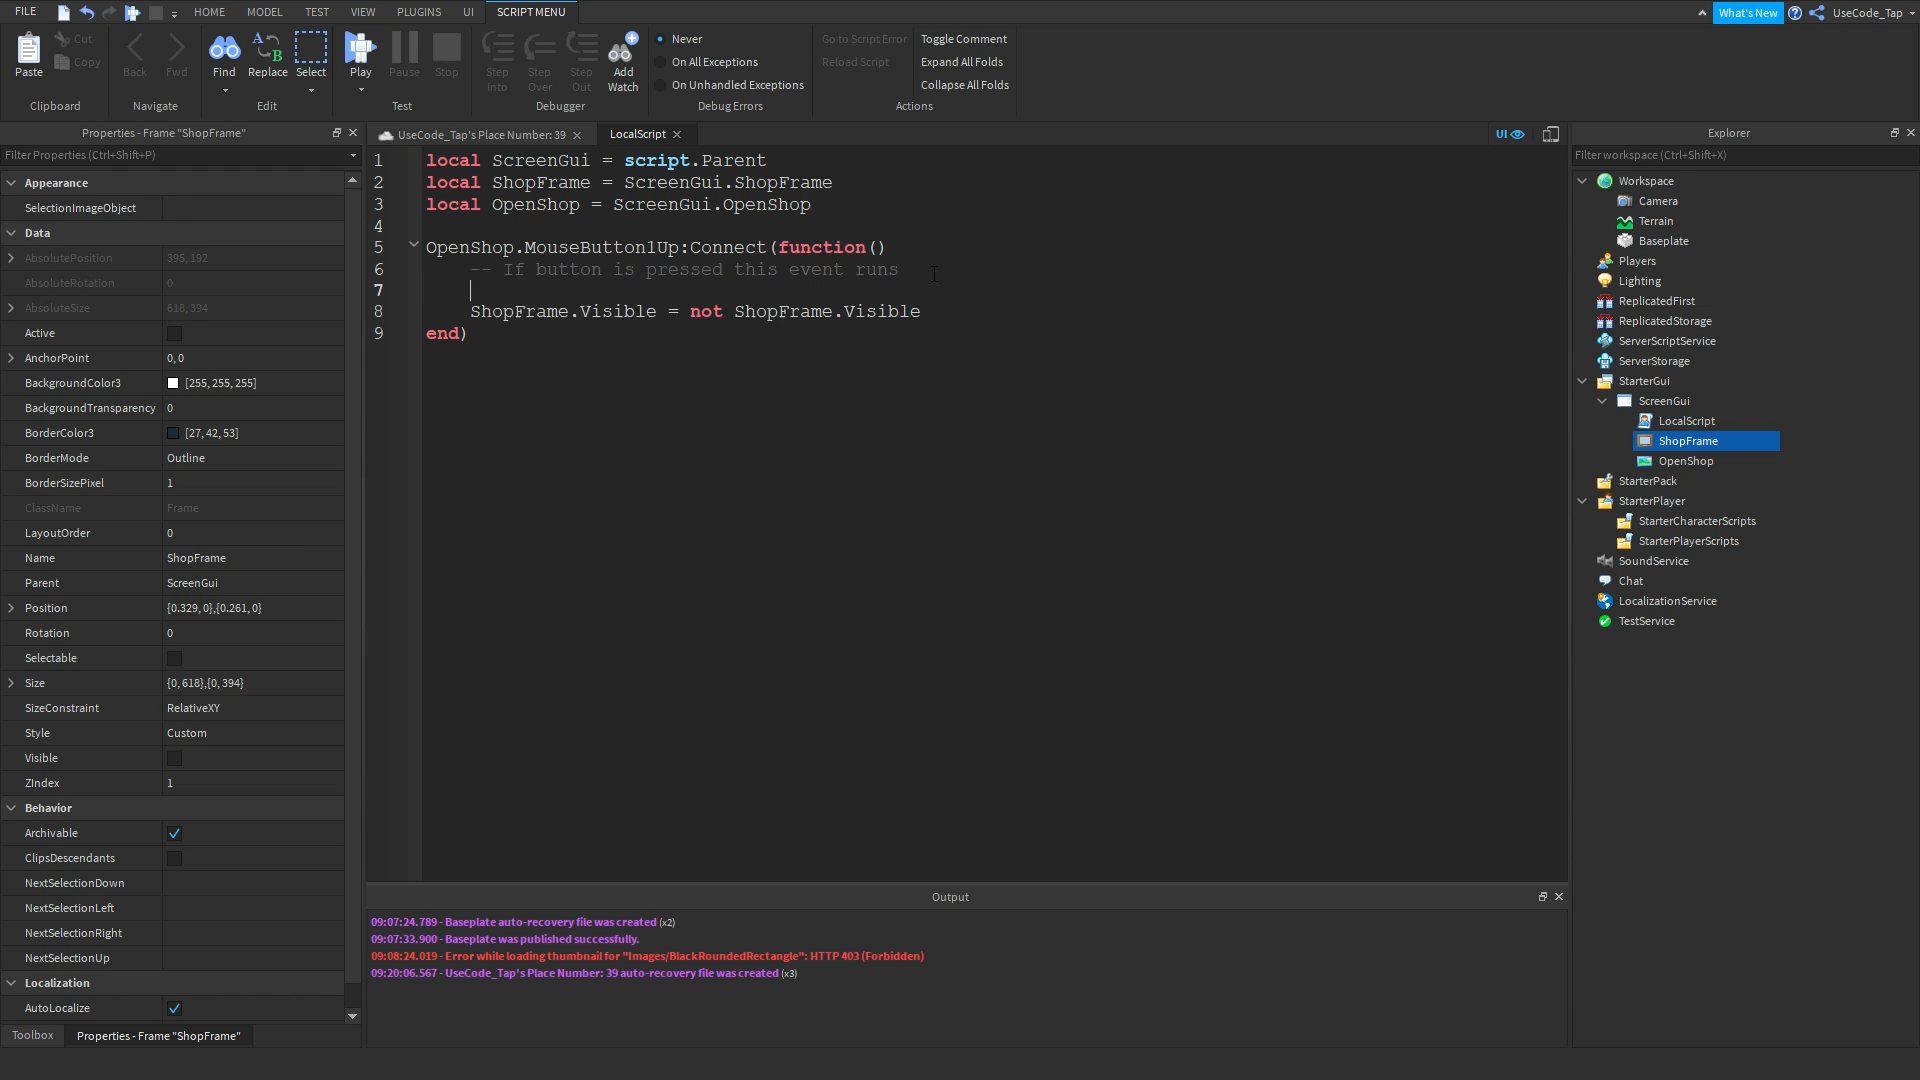 FILE HOME MODEL TEST VIEW PLUGINS UI SCRIPT MENU What's New UseCode_Tap
Paste Cut Copy
Clipboard
Back Fwd
Navigate
Find Replace Select
Edit
Play Pause Stop
Test
Step Into Step Over Step Out Add Watch
Debugger
Never
On All Exceptions
On Unhandled Exceptions
Debug Errors
Go to Script Error
Reload Script
Toggle Comment
Expand All Folds
Collapse All Folds
Actions
Properties - Frame "ShopFrame"
Filter Properties (Ctrl+Shift+P)
Appearance
SelectionImageObject
Data
AbsolutePosition 395, 192
AbsoluteRotation 0
AbsoluteSize 618, 394
Active
AnchorPoint 0, 0
BackgroundColor3 [255, 255, 255]
BackgroundTransparency 0
BorderColor3 [27, 42, 53]
BorderMode Outline
BorderSizePixel 1
ClassName Frame
LayoutOrder 0
Name ShopFrame
Parent ScreenGui
Position {0.329, 0},{0.261, 0}
Rotation 0
Selectable
Size {0, 618},{0, 394}
SizeConstraint RelativeXY
Style Custom
Visible
ZIndex 1
Behavior
Archivable
ClipsDescendants
NextSelectionDown
NextSelectionLeft
NextSelectionRight
NextSelectionUp
Localization
AutoLocalize
Toolbox Properties - Frame "ShopFrame"
UseCode_Tap's Place Number: 39 LocalScript UI
1 local ScreenGui = script.Parent
2 local ShopFrame = ScreenGui.ShopFrame
3 local OpenShop = ScreenGui.OpenShop
4
5 OpenShop.MouseButton1Up:Connect(function()
6 -- If button is pressed this event runs
7
8 ShopFrame.Visible = not ShopFrame.Visible
9 end)
Output
09:07:24.789 - Baseplate auto-recovery file was created (x2)
09:07:33.900 - Baseplate was published successfully.
09:08:24.019 - Error while loading thumbnail for "Images/BlackRoundedRectangle": HTTP 403 (Forbidden)
09:20:06.567 - UseCode_Tap's Place Number: 39 auto-recovery file was created (x3)
Explorer
Filter workspace (Ctrl+Shift+X)
Workspace
Camera
Terrain
Baseplate
Players
Lighting
ReplicatedFirst
ReplicatedStorage
ServerScriptService
ServerStorage
StarterGui
ScreenGui
LocalScript
ShopFrame
OpenShop
StarterPack
StarterPlayer
StarterCharacterScripts
StarterPlayerScripts
SoundService
Chat
LocalizationService
TestService